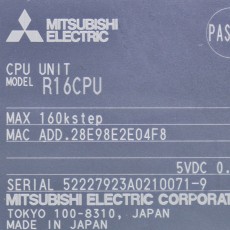 MITSUBISHI
ELECTRIC
PAS
CPU UNIT
MODEL R16CPU
MAX 160kstep
MAC ADD.28E98E2E04F8
5VDC 0.
SERIAL 52227923A0210071-9
MITSUBISHI ELECTRIC CORPORAT
TOKYO 100-8310, JAPAN
MADE IN JAPAN